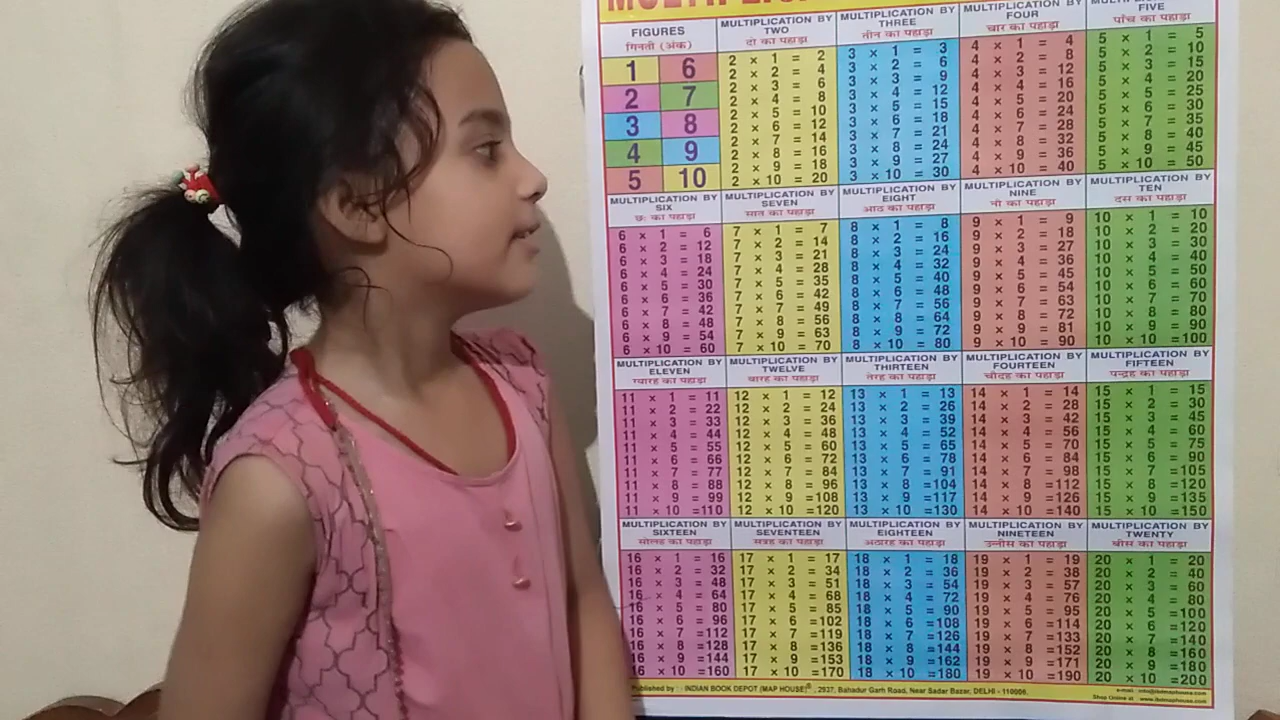 FIGURES
गिनती (अंक)
1 6
2 7
3 8
4 9
5 10
MULTIPLICATION BY
TWO
दो का पहाड़ा
2 x 1 = 2
2 x 2 = 4
2 x 3 = 6
2 x 4 = 8
2 x 5 = 10
2 x 6 = 12
2 x 7 = 14
2 x 8 = 16
2 x 9 = 18
2 x 10 = 20
MULTIPLICATION BY
THREE
तीन का पहाड़ा
3 x 1 = 3
3 x 2 = 6
3 x 3 = 9
3 x 4 = 12
3 x 5 = 15
3 x 6 = 18
3 x 7 = 21
3 x 8 = 24
3 x 9 = 27
3 x 10 = 30
MULTIPLICATION BY
FOUR
चार का पहाड़ा
4 x 1 = 4
4 x 2 = 8
4 x 3 = 12
4 x 4 = 16
4 x 5 = 20
4 x 6 = 24
4 x 7 = 28
4 x 8 = 32
4 x 9 = 36
4 x 10 = 40
FIVE
पाँच का पहाड़ा
5 x 1 = 5
5 x 2 = 10
5 x 3 = 15
5 x 4 = 20
5 x 5 = 25
5 x 6 = 30
5 x 7 = 35
5 x 8 = 40
5 x 9 = 45
5 x 10 = 50
MULTIPLICATION BY
SIX
छः का पहाड़ा
6 x 1 = 6
6 x 2 = 12
6 x 3 = 18
6 x 4 = 24
6 x 5 = 30
6 x 6 = 36
6 x 7 = 42
6 x 8 = 48
6 x 9 = 54
6 x 10 = 60
MULTIPLICATION BY
SEVEN
सात का पहाड़ा
7 x 1 = 7
7 x 2 = 14
7 x 3 = 21
7 x 4 = 28
7 x 5 = 35
7 x 6 = 42
7 x 7 = 49
7 x 8 = 56
7 x 9 = 63
7 x 10 = 70
MULTIPLICATION BY
EIGHT
आठ का पहाड़ा
8 x 1 = 8
8 x 2 = 16
8 x 3 = 24
8 x 4 = 32
8 x 5 = 40
8 x 6 = 48
8 x 7 = 56
8 x 8 = 64
8 x 9 = 72
8 x 10 = 80
MULTIPLICATION BY
NINE
नौ का पहाड़ा
9 x 1 = 9
9 x 2 = 18
9 x 3 = 27
9 x 4 = 36
9 x 5 = 45
9 x 6 = 54
9 x 7 = 63
9 x 8 = 72
9 x 9 = 81
9 x 10 = 90
MULTIPLICATION BY
TEN
दस का पहाड़ा
10 x 1 = 10
10 x 2 = 20
10 x 3 = 30
10 x 4 = 40
10 x 5 = 50
10 x 6 = 60
10 x 7 = 70
10 x 8 = 80
10 x 9 = 90
10 x 10 =100
MULTIPLICATION BY
ELEVEN
ग्यारह का पहाड़ा
11 x 1 = 11
11 x 2 = 22
11 x 3 = 33
11 x 4 = 44
11 x 5 = 55
11 x 6 = 66
11 x 7 = 77
11 x 8 = 88
11 x 9 = 99
11 x 10 =110
MULTIPLICATION BY
TWELVE
बारह का पहाड़ा
12 x 1 = 12
12 x 2 = 24
12 x 3 = 36
12 x 4 = 48
12 x 5 = 60
12 x 6 = 72
12 x 7 = 84
12 x 8 = 96
12 x 9 =108
12 x 10 =120
MULTIPLICATION BY
THIRTEEN
तेरह का पहाड़ा
13 x 1 = 13
13 x 2 = 26
13 x 3 = 39
13 x 4 = 52
13 x 5 = 65
13 x 6 = 78
13 x 7 = 91
13 x 8 =104
13 x 9 =117
13 x 10 =130
MULTIPLICATION BY
FOURTEEN
चौदह का पहाड़ा
14 x 1 = 14
14 x 2 = 28
14 x 3 = 42
14 x 4 = 56
14 x 5 = 70
14 x 6 = 84
14 x 7 = 98
14 x 8 =112
14 x 9 =126
14 x 10 =140
MULTIPLICATION BY
FIFTEEN
पन्द्रह का पहाड़ा
15 x 1 = 15
15 x 2 = 30
15 x 3 = 45
15 x 4 = 60
15 x 5 = 75
15 x 6 = 90
15 x 7 =105
15 x 8 =120
15 x 9 =135
15 x 10 =150
MULTIPLICATION BY
SIXTEEN
सोलह का पहाड़ा
16 x 1 = 16
16 x 2 = 32
16 x 3 = 48
16 x 4 = 64
16 x 5 = 80
16 x 6 = 96
16 x 7 =112
16 x 8 =128
16 x 9 =144
16 x 10 =160
MULTIPLICATION BY
SEVENTEEN
सत्रह का पहाड़ा
17 x 1 = 17
17 x 2 = 34
17 x 3 = 51
17 x 4 = 68
17 x 5 = 85
17 x 6 =102
17 x 7 =119
17 x 8 =136
17 x 9 =153
17 x 10 =170
MULTIPLICATION BY
EIGHTEEN
अठारह का पहाड़ा
18 x 1 = 18
18 x 2 = 36
18 x 3 = 54
18 x 4 = 72
18 x 5 = 90
18 x 6 =108
18 x 7 =126
18 x 8 =144
18 x 9 =162
18 x 10 =180
MULTIPLICATION BY
NINETEEN
उन्नीस का पहाड़ा
19 x 1 = 19
19 x 2 = 38
19 x 3 = 57
19 x 4 = 76
19 x 5 = 95
19 x 6 =114
19 x 7 =133
19 x 8 =152
19 x 9 =171
19 x 10 =190
MULTIPLICATION BY
TWENTY
बीस का पहाड़ा
20 x 1 = 20
20 x 2 = 40
20 x 3 = 60
20 x 4 = 80
20 x 5 =100
20 x 6 =120
20 x 7 =140
20 x 8 =160
20 x 9 =180
20 x 10 =200
Published by : INDIAN BOOK DEPOT (MAP HOUSE)®, 2937, Bahadur Garh Road, Near Sadar Bazar, DELHI - 110006.
e-mail : info@ibdmaphouse.com
Shop Online at : www.ibdmaphouse.com